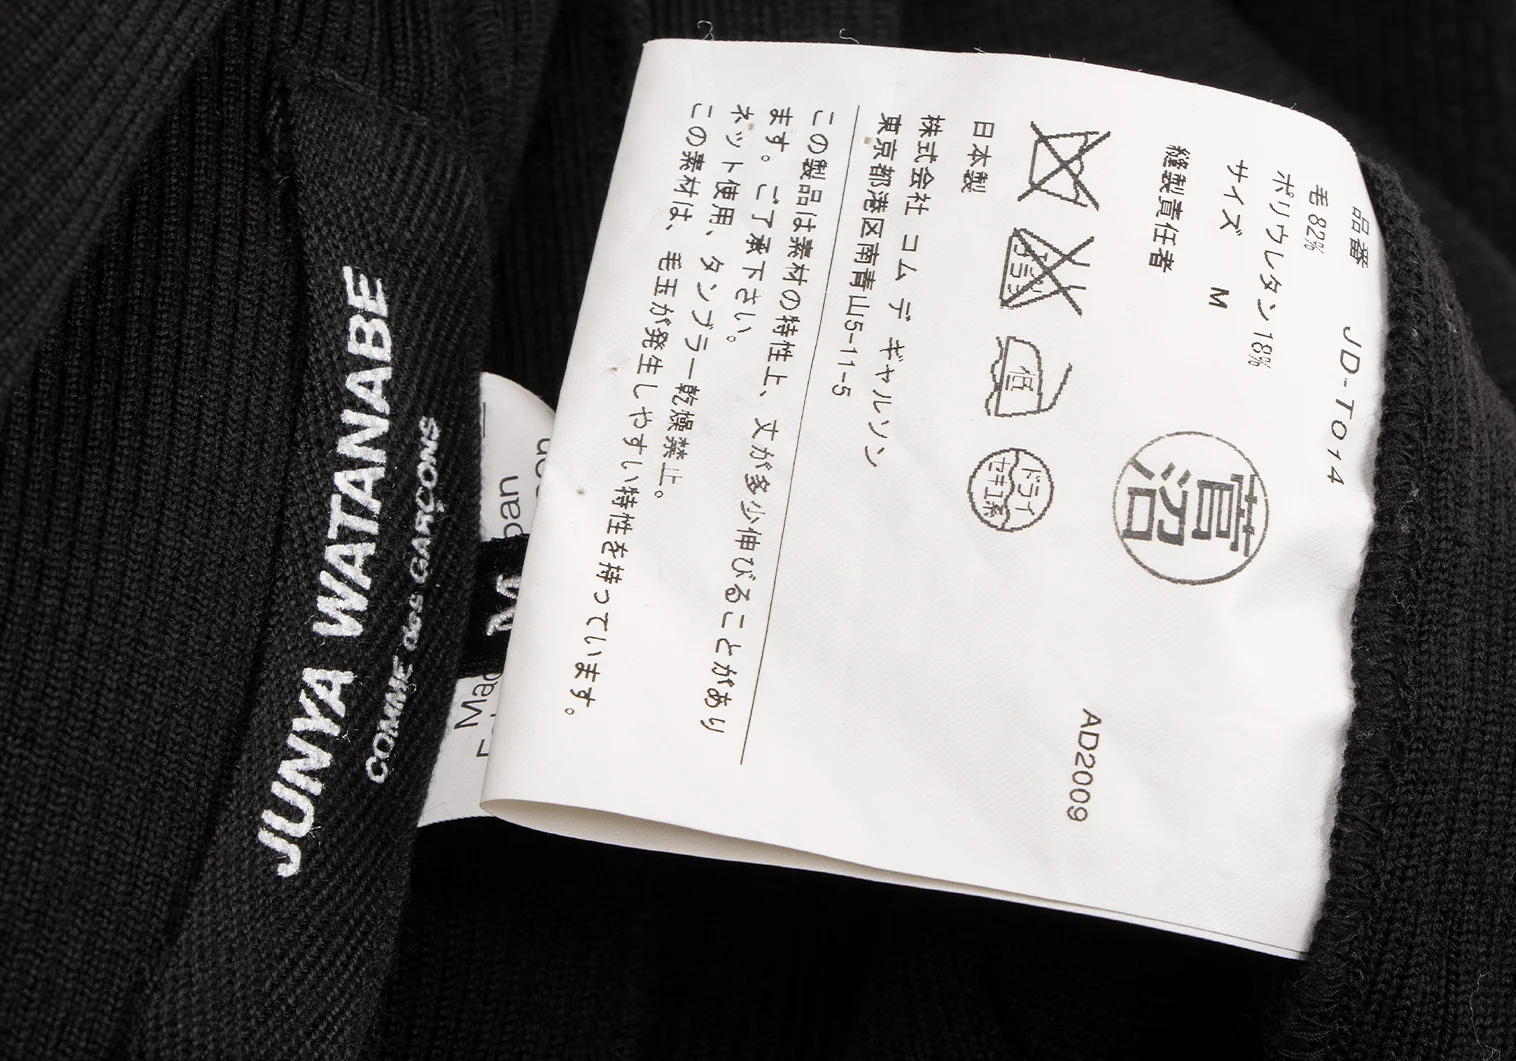 JUNYA WATANABE
COMME des GARÇONS
M
Mad
pan
品番 JD-T014
毛 82%
ポリウレタン 18%
サイズ M
縫製責任者
菅沼
AD2009
低
ドライ
セキユ系
日本製
株式会社 コム デ ギャルソン
東京都港区南青山5-11-5
この製品は素材の特性上、丈が多少伸びることがあり
ます。ご了承下さい。
ネット使用、タンブラー乾燥禁止。
この素材は、毛玉が発生しやすい特性を持っています。